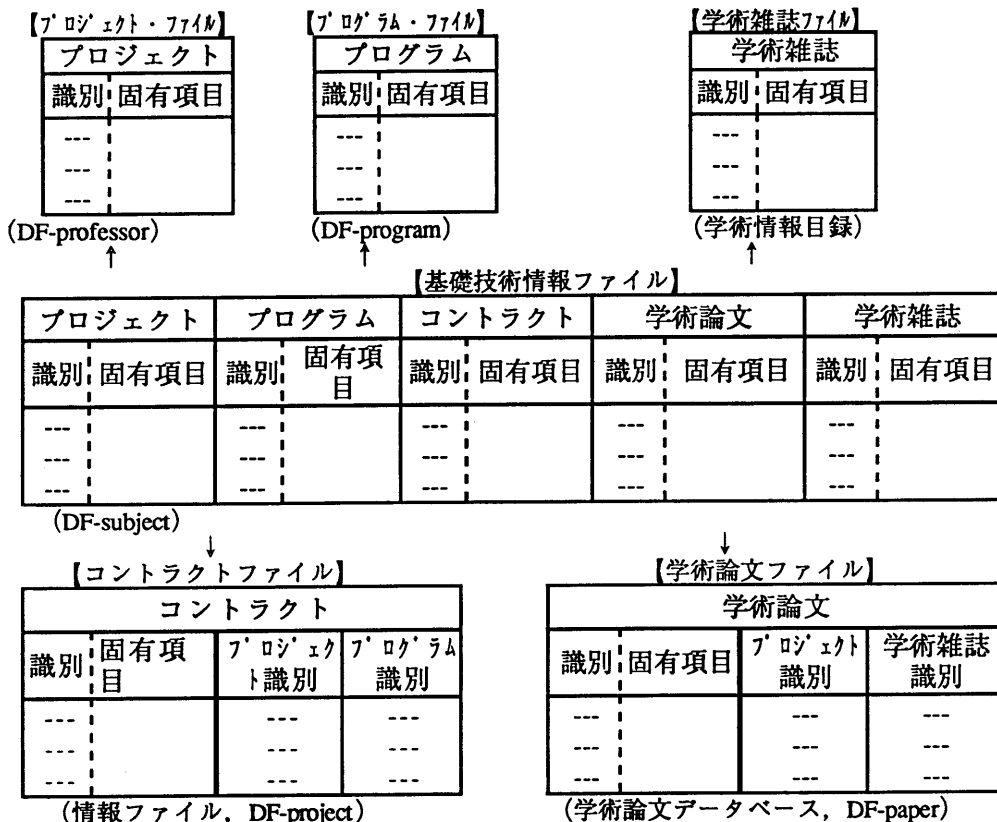 【ﾌﾟﾛｼﾞｪｸﾄ・ﾌｧｲﾙ】 【ﾌﾟﾛｸﾞﾗﾑ・ﾌｧｲﾙ】 【学術雑誌ﾌｧｲﾙ】
プロジェクト プログラム 学術雑誌
識別 固有項目 識別 固有項目 識別 固有項目
--- --- ---
--- --- ---
--- --- ---
(DF-professor) (DF-program) (学術情報目録)
↑ ↑ ↑
【基礎技術情報ファイル】
プロジェクト プログラム コントラクト 学術論文 学術雑誌
識別 固有項目 識別 固有項 識別 固有項目 識別 固有項目 識別 固有項目
目
--- --- --- --- ---
--- --- --- --- ---
--- --- --- --- ---
(DF-subject)
↓ ↓
【コントラクトファイル】 【学術論文ファイル】
コントラクト 学術論文
識別 固有項 ﾌﾟﾛｼﾞｪｸ ﾌﾟﾛｸﾞﾗﾑ 識別 固有項目 ﾌﾟﾛｼﾞｪｸﾄ 学術雑誌
目 ﾄ識別 識別 識別 識別
--- --- --- --- --- ---
--- --- --- --- --- ---
--- --- --- --- --- ---
(情報ファイル, DF-project) (学術論文データベース, DF-paper)